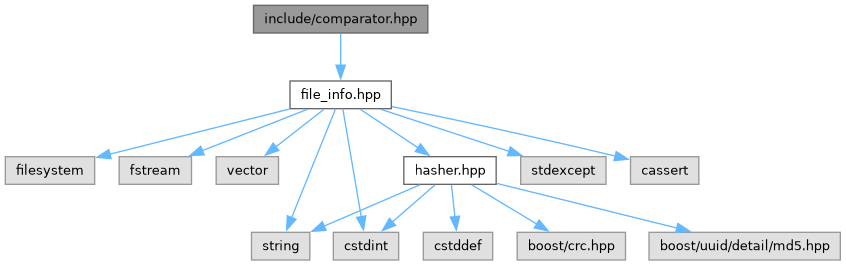 include/comparator.hpp
file_info.hpp
filesystem
fstream
vector
hasher.hpp
stdexcept
cassert
string
cstdint
cstddef
boost/crc.hpp
boost/uuid/detail/md5.hpp